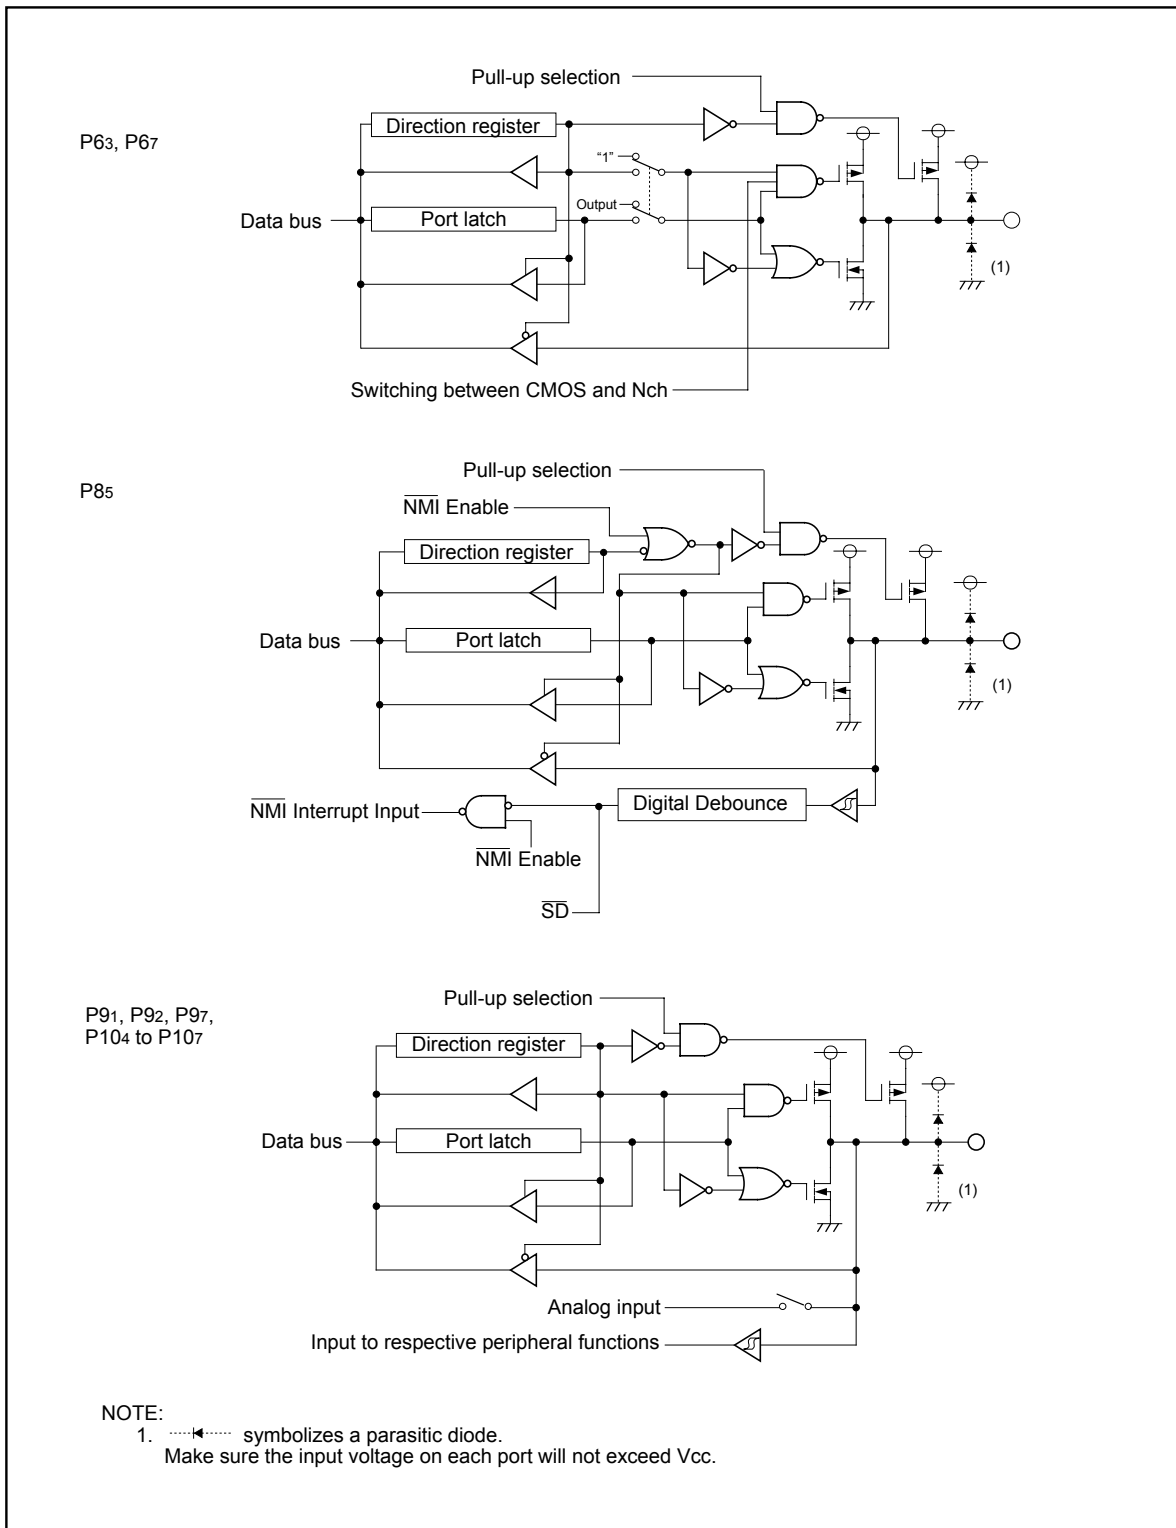 Pull-up selection
P63, P67
Direction register
"1"
Output
Data bus
Port latch
(1)
Switching between CMOS and Nch
P85
Pull-up selection
NMI Enable
Direction register
Data bus
Port latch
(1)
NMI Interrupt Input
Digital Debounce
NMI Enable
SD
P91, P92, P97,
P104 to P107
Pull-up selection
Direction register
Data bus
Port latch
(1)
Analog input
Input to respective peripheral functions
NOTE:
1. symbolizes a parasitic diode.
Make sure the input voltage on each port will not exceed Vcc.